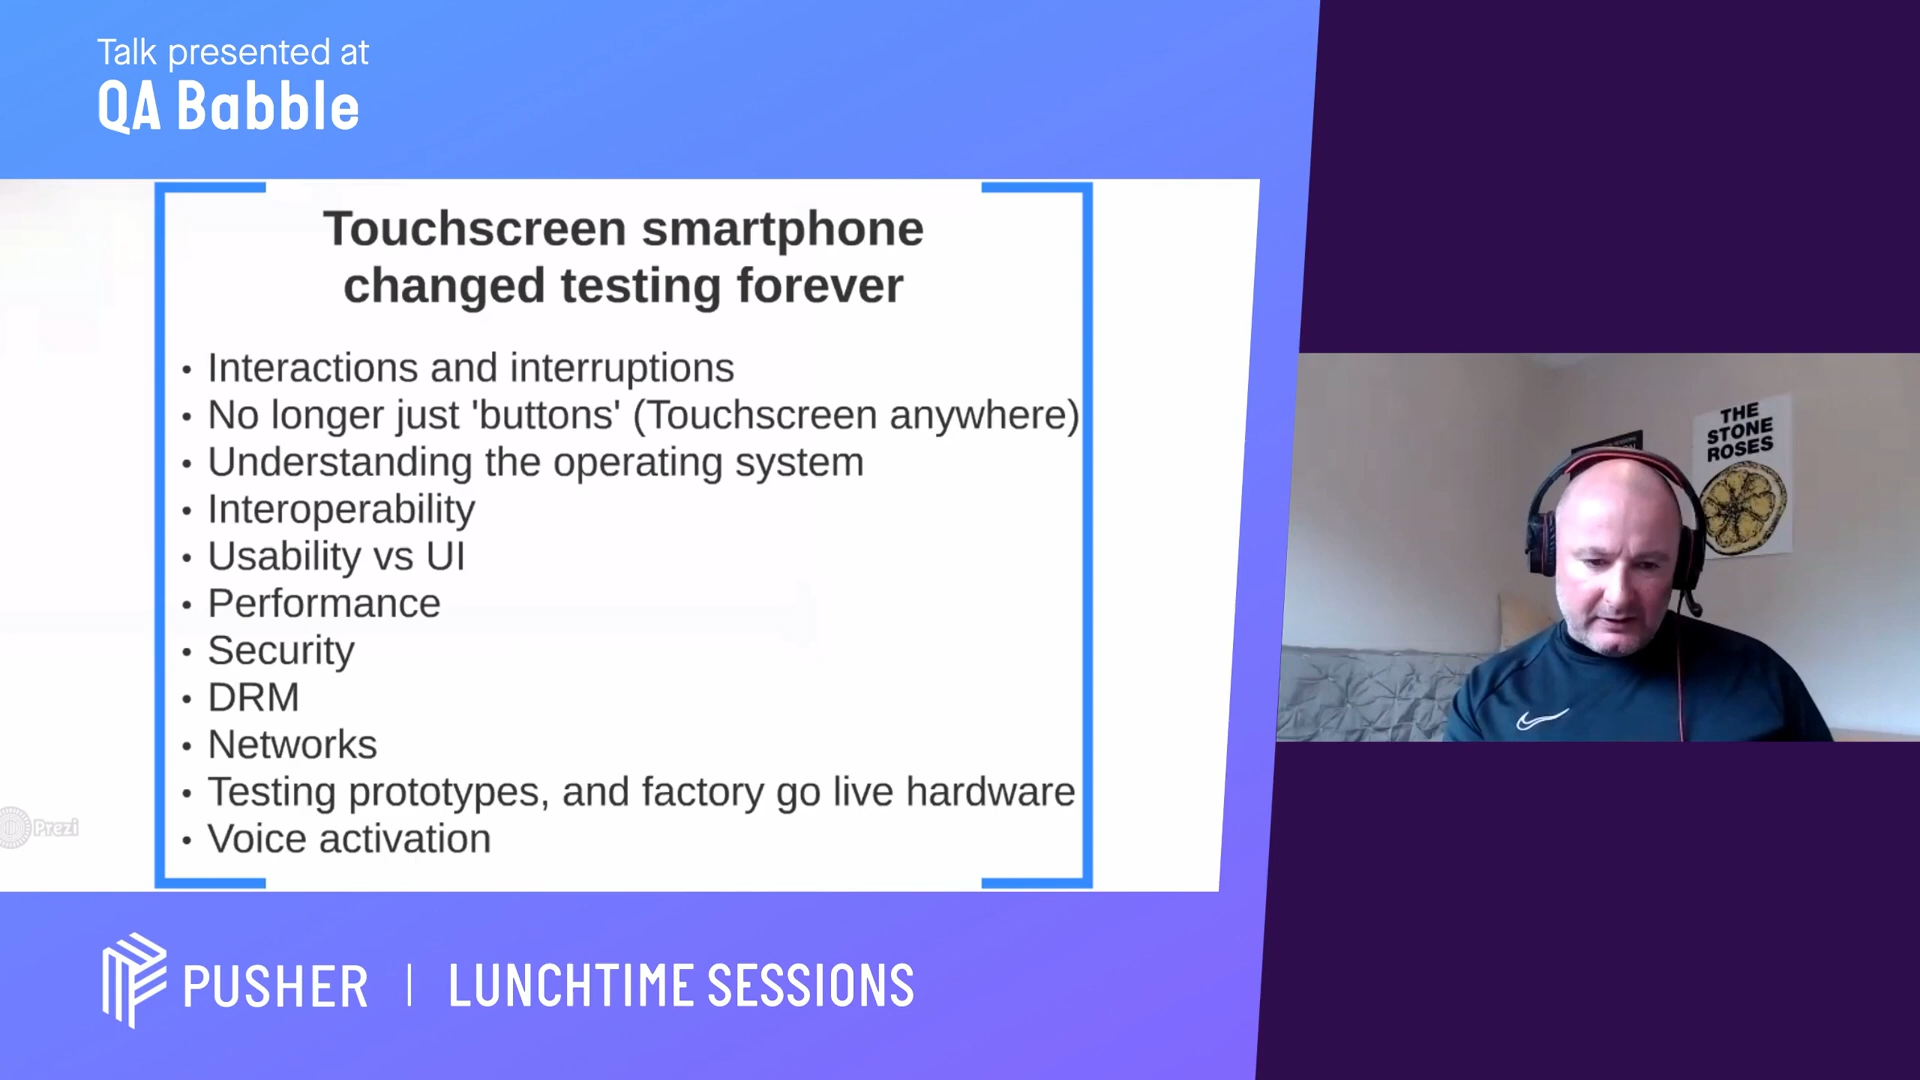 Talk presented at
QA Babble
Touchscreen smartphone
changed testing forever
• Interactions and interruptions
• No longer just 'buttons' (Touchscreen anywhere)
• Understanding the operating system
• Interoperability
• Usability vs UI
• Performance
• Security
• DRM
• Networks
• Testing prototypes, and factory go live hardware
• Voice activation
Prezi
THE
STONE
ROSES
PUSHER | LUNCHTIME SESSIONS